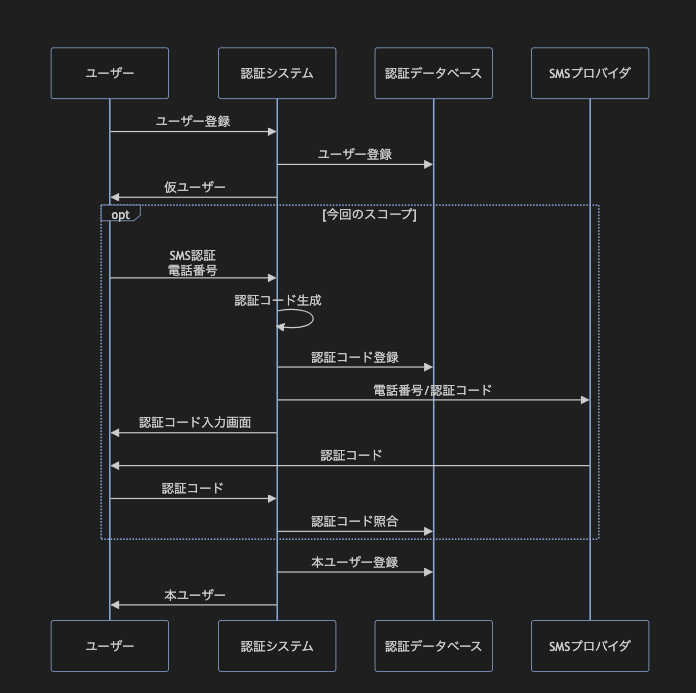 ユーザー
認証システム
認証データベース
SMSプロバイダ
ユーザー登録
ユーザー登録
仮ユーザー
opt
[今回のスコープ]
SMS認証
電話番号
認証コード生成
認証コード登録
電話番号/認証コード
認証コード入力画面
認証コード
認証コード
認証コード照合
本ユーザー登録
本ユーザー
ユーザー
認証システム
認証データベース
SMSプロバイダ